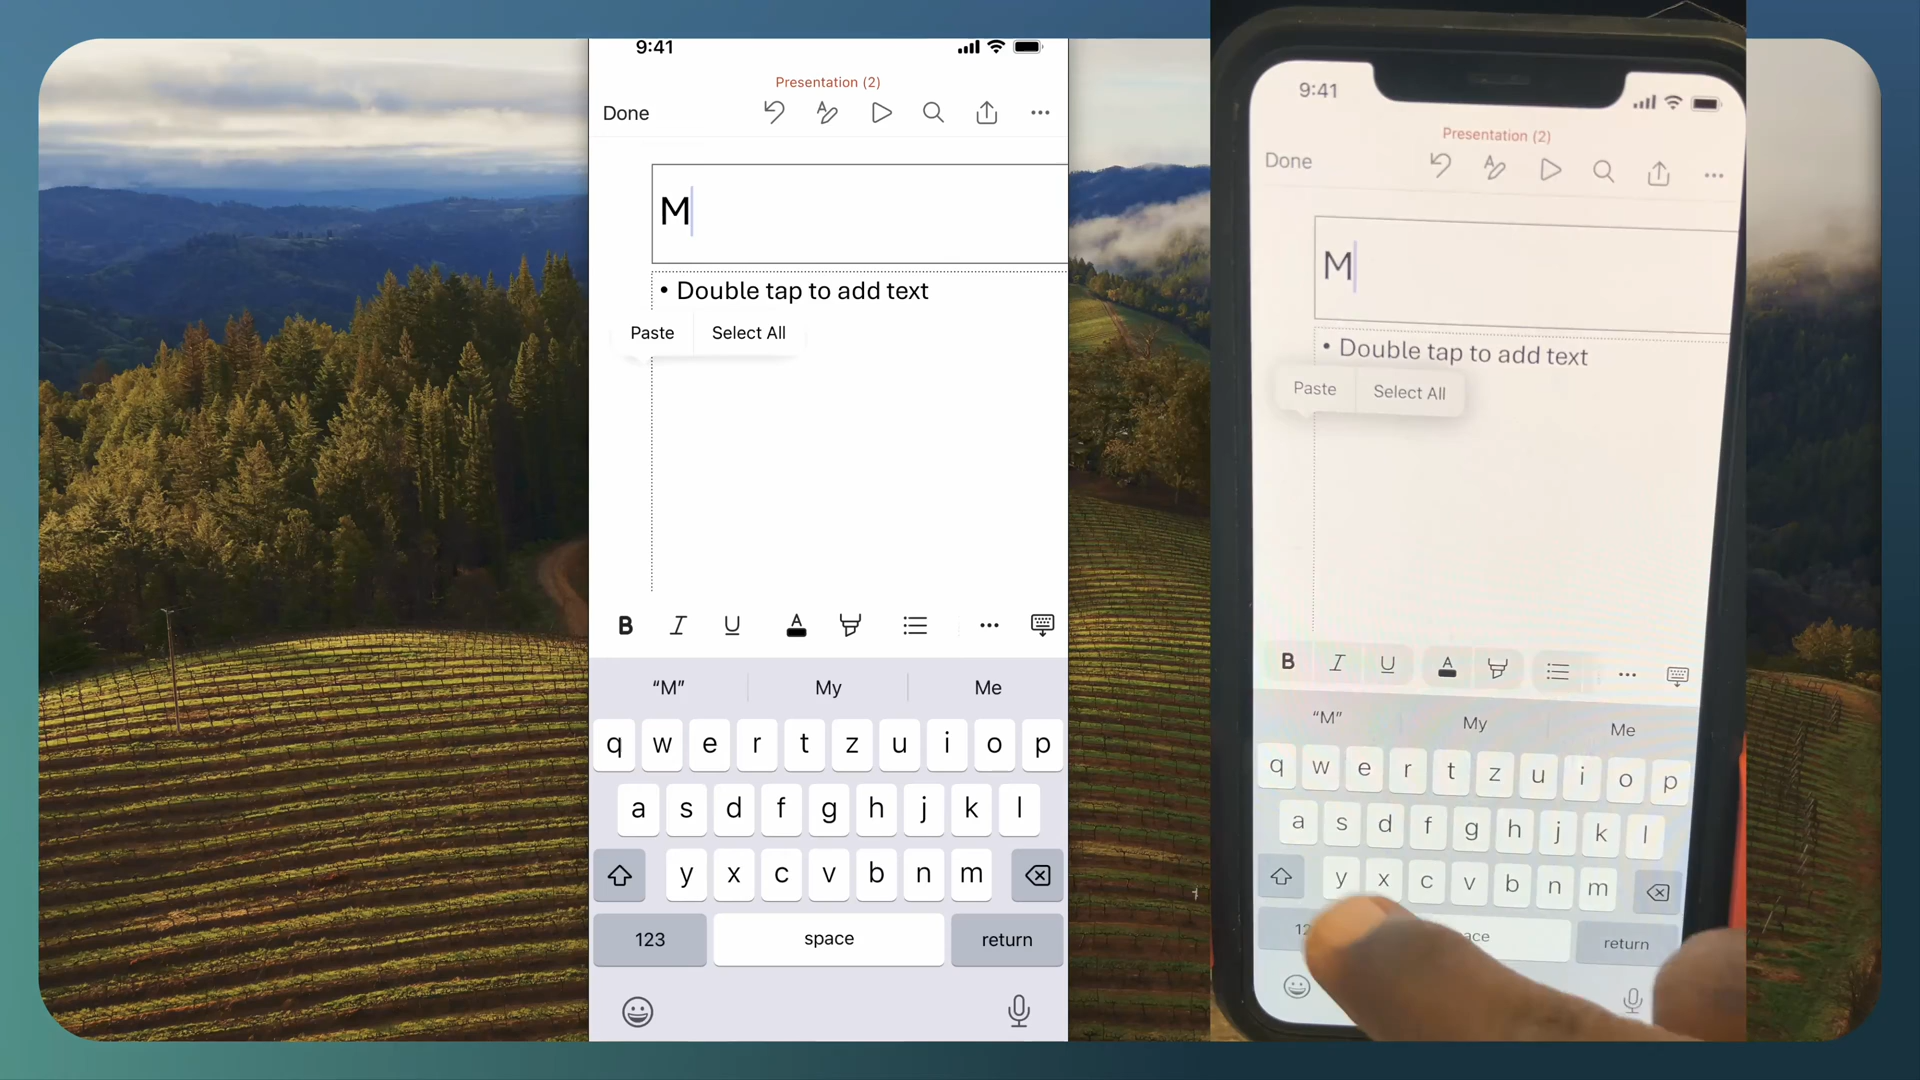 9:41
Presentation (2)
Done
M
• Double tap to add text
Paste Select All
B I U A
“M” My Me
q w e r t z u i o p
a s d f g h j k l
y x c v b n m
123 space return
9:41
Presentation (2)
Done
M
• Double tap to add text
Paste Select All
B I U A
“M” My Me
q w e r t z u i o p
a s d f g h j k l
y x c v b n m
return